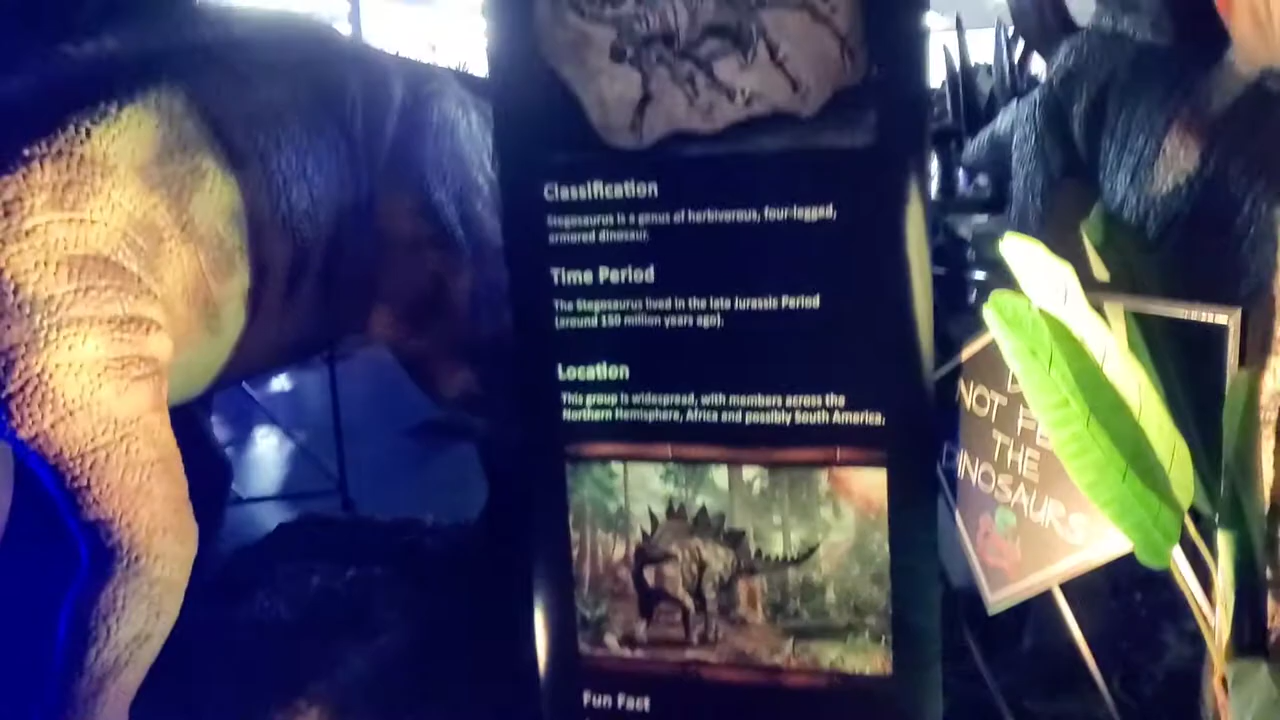 Classification
Stegosaurus is a genus of herbivorous, four-legged,
armored dinosaur.
Time Period
The Stegosaurus lived in the late Jurassic Period
(around 150 million years ago).
Location
This group is widespread, with members across the
Northern Hemisphere, Africa and possibly South America.
Fun Fact
NOT
THE
DINOSAURS